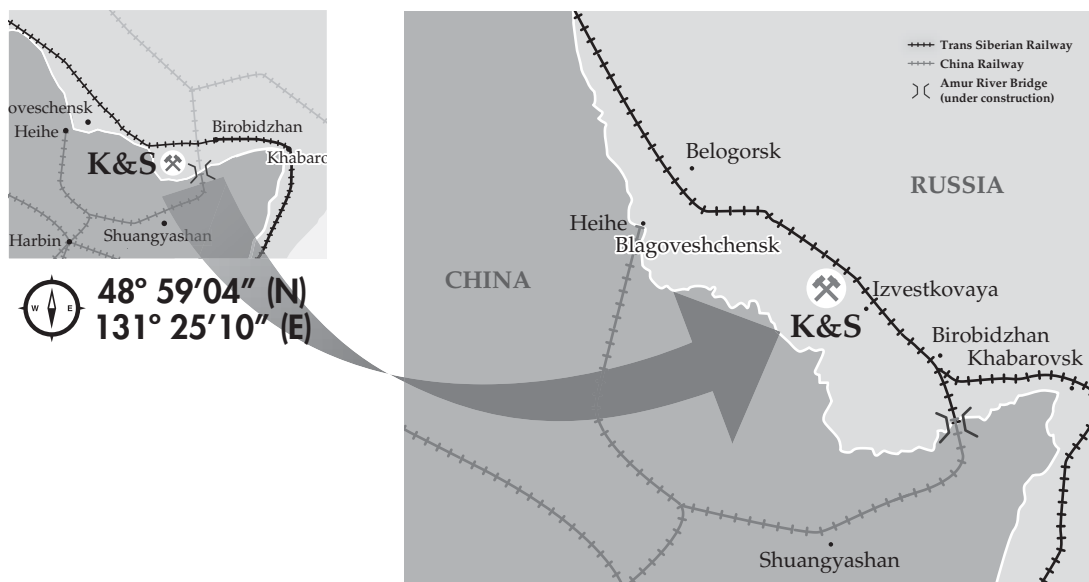 oveschensk
Heihe
Birobidzhan
K&S
Khabaro
Harbin
Shuangyashan
W E
48° 59’04” (N)
131° 25’10” (E)
Trans Siberian Railway
China Railway
Amur River Bridge
(under construction)
Belogorsk
RUSSIA
Heihe
Blagoveshchensk
CHINA
Izvestkovaya
K&S
Birobidzhan
Khabarovsk
Shuangyashan